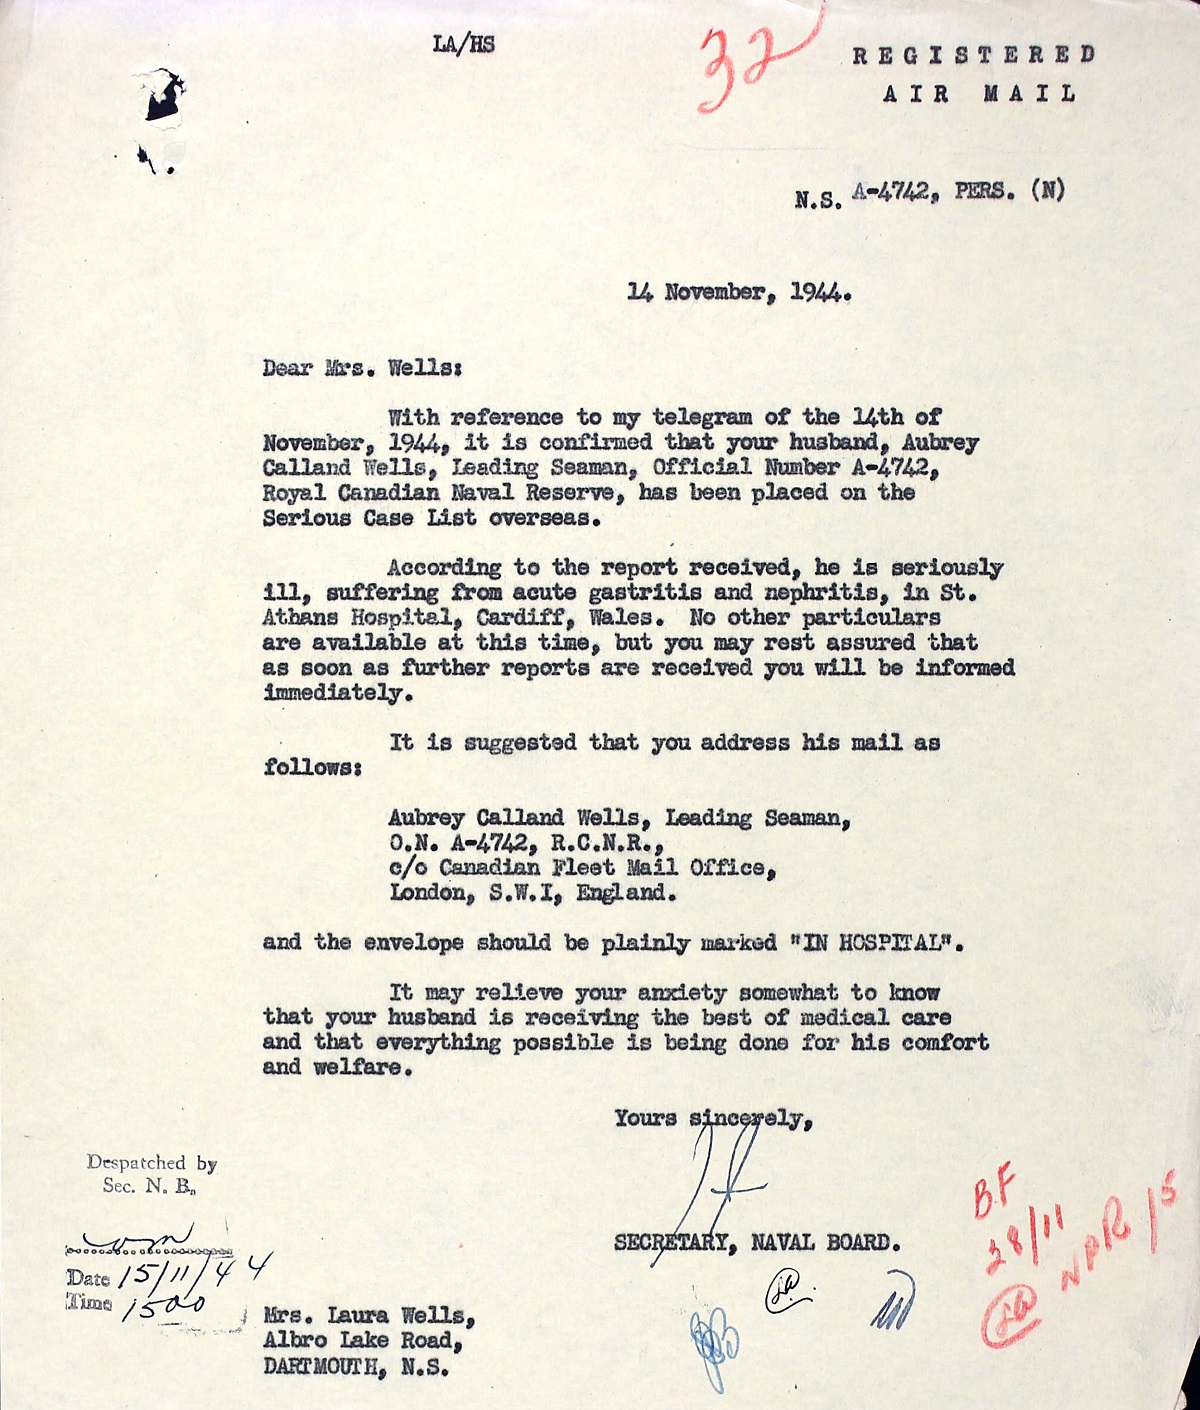 LA/HS
32
REGISTERED
AIR MAIL
N.S. A-4742, PERS. (N)
14 November, 1944.
Dear Mrs. Wells:
With reference to my telegram of the 14th of
November, 1944, it is confirmed that your husband, Aubrey
Calland Wells, Leading Seaman, Official Number A-4742,
Royal Canadian Naval Reserve, has been placed on the
Serious Case List overseas.
According to the report received, he is seriously
ill, suffering from acute gastritis and nephritis, in St.
Athans Hospital, Cardiff, Wales. No other particulars
are available at this time, but you may rest assured that
as soon as further reports are received you will be informed
immediately.
It is suggested that you address his mail as
follows:
Aubrey Calland Wells, Leading Seaman,
O.N. A-4742, R.C.N.R.,
c/o Canadian Fleet Mail Office,
London, S.W.I, England.
and the envelope should be plainly marked "IN HOSPITAL".
It may relieve your anxiety somewhat to know
that your husband is receiving the best of medical care
and that everything possible is being done for his comfort
and welfare.
Yours sincerely,
SECRETARY, NAVAL BOARD.
Despatched by
Sec. N. B.
Date 15/11/44
Time 1500
Mrs. Laura Wells,
Albro Lake Road,
DARTMOUTH, N.S.
BF
28/11
NPR/15